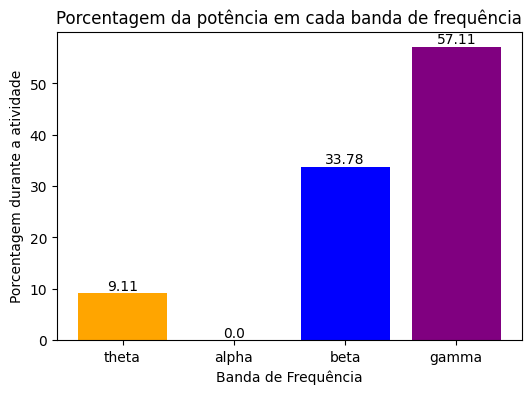 Porcentagem da potência em cada banda de frequência
Porcentagem durante a atividade
50
40
30
20
10
0
9.11
0.0
33.78
57.11
theta
alpha
beta
gamma
Banda de Frequência